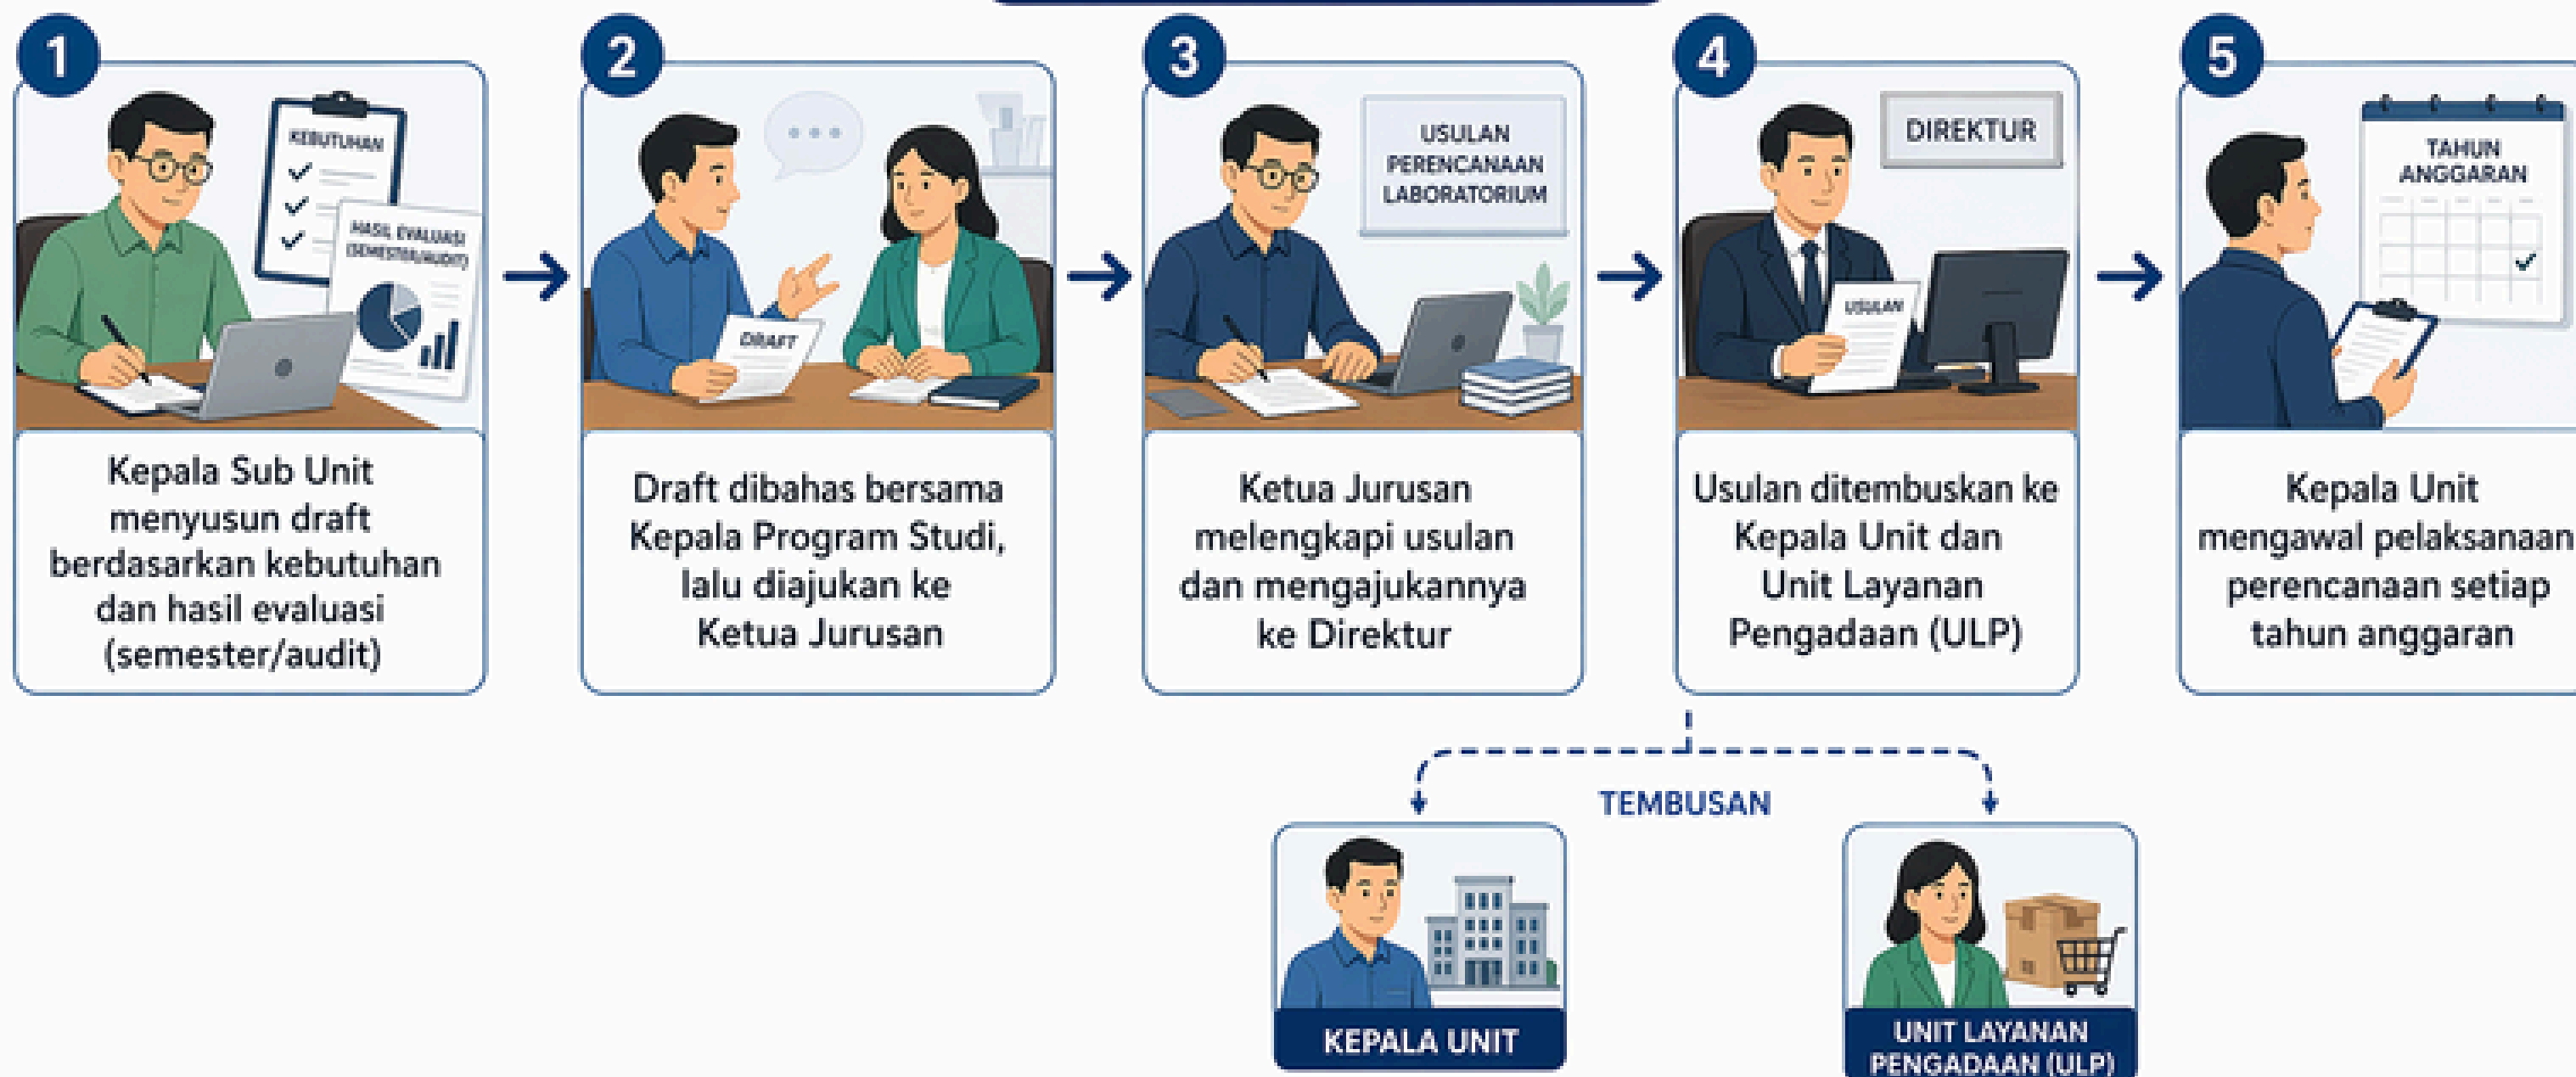 1
KEBUTUHAN
HASIL EVALUASI
(SEMESTER/AUDIT)
Kepala Sub Unit
menyusun draft
berdasarkan kebutuhan
dan hasil evaluasi
(semester/audit)
2
DRAFT
Draft dibahas bersama
Kepala Program Studi,
lalu diajukan ke
Ketua Jurusan
3
USULAN
PERENCANAAN
LABORATORIUM
Ketua Jurusan
melengkapi usulan
dan mengajukannya
ke Direktur
4
DIREKTUR
USULAN
Usulan ditembuskan ke
Kepala Unit dan
Unit Layanan
Pengadaan (ULP)
5
TAHUN
ANGGARAN
Kepala Unit
mengawal pelaksanaan
perencanaan setiap
tahun anggaran
TEMBUSAN
KEPALA UNIT
UNIT LAYANAN
PENGADAAN (ULP)